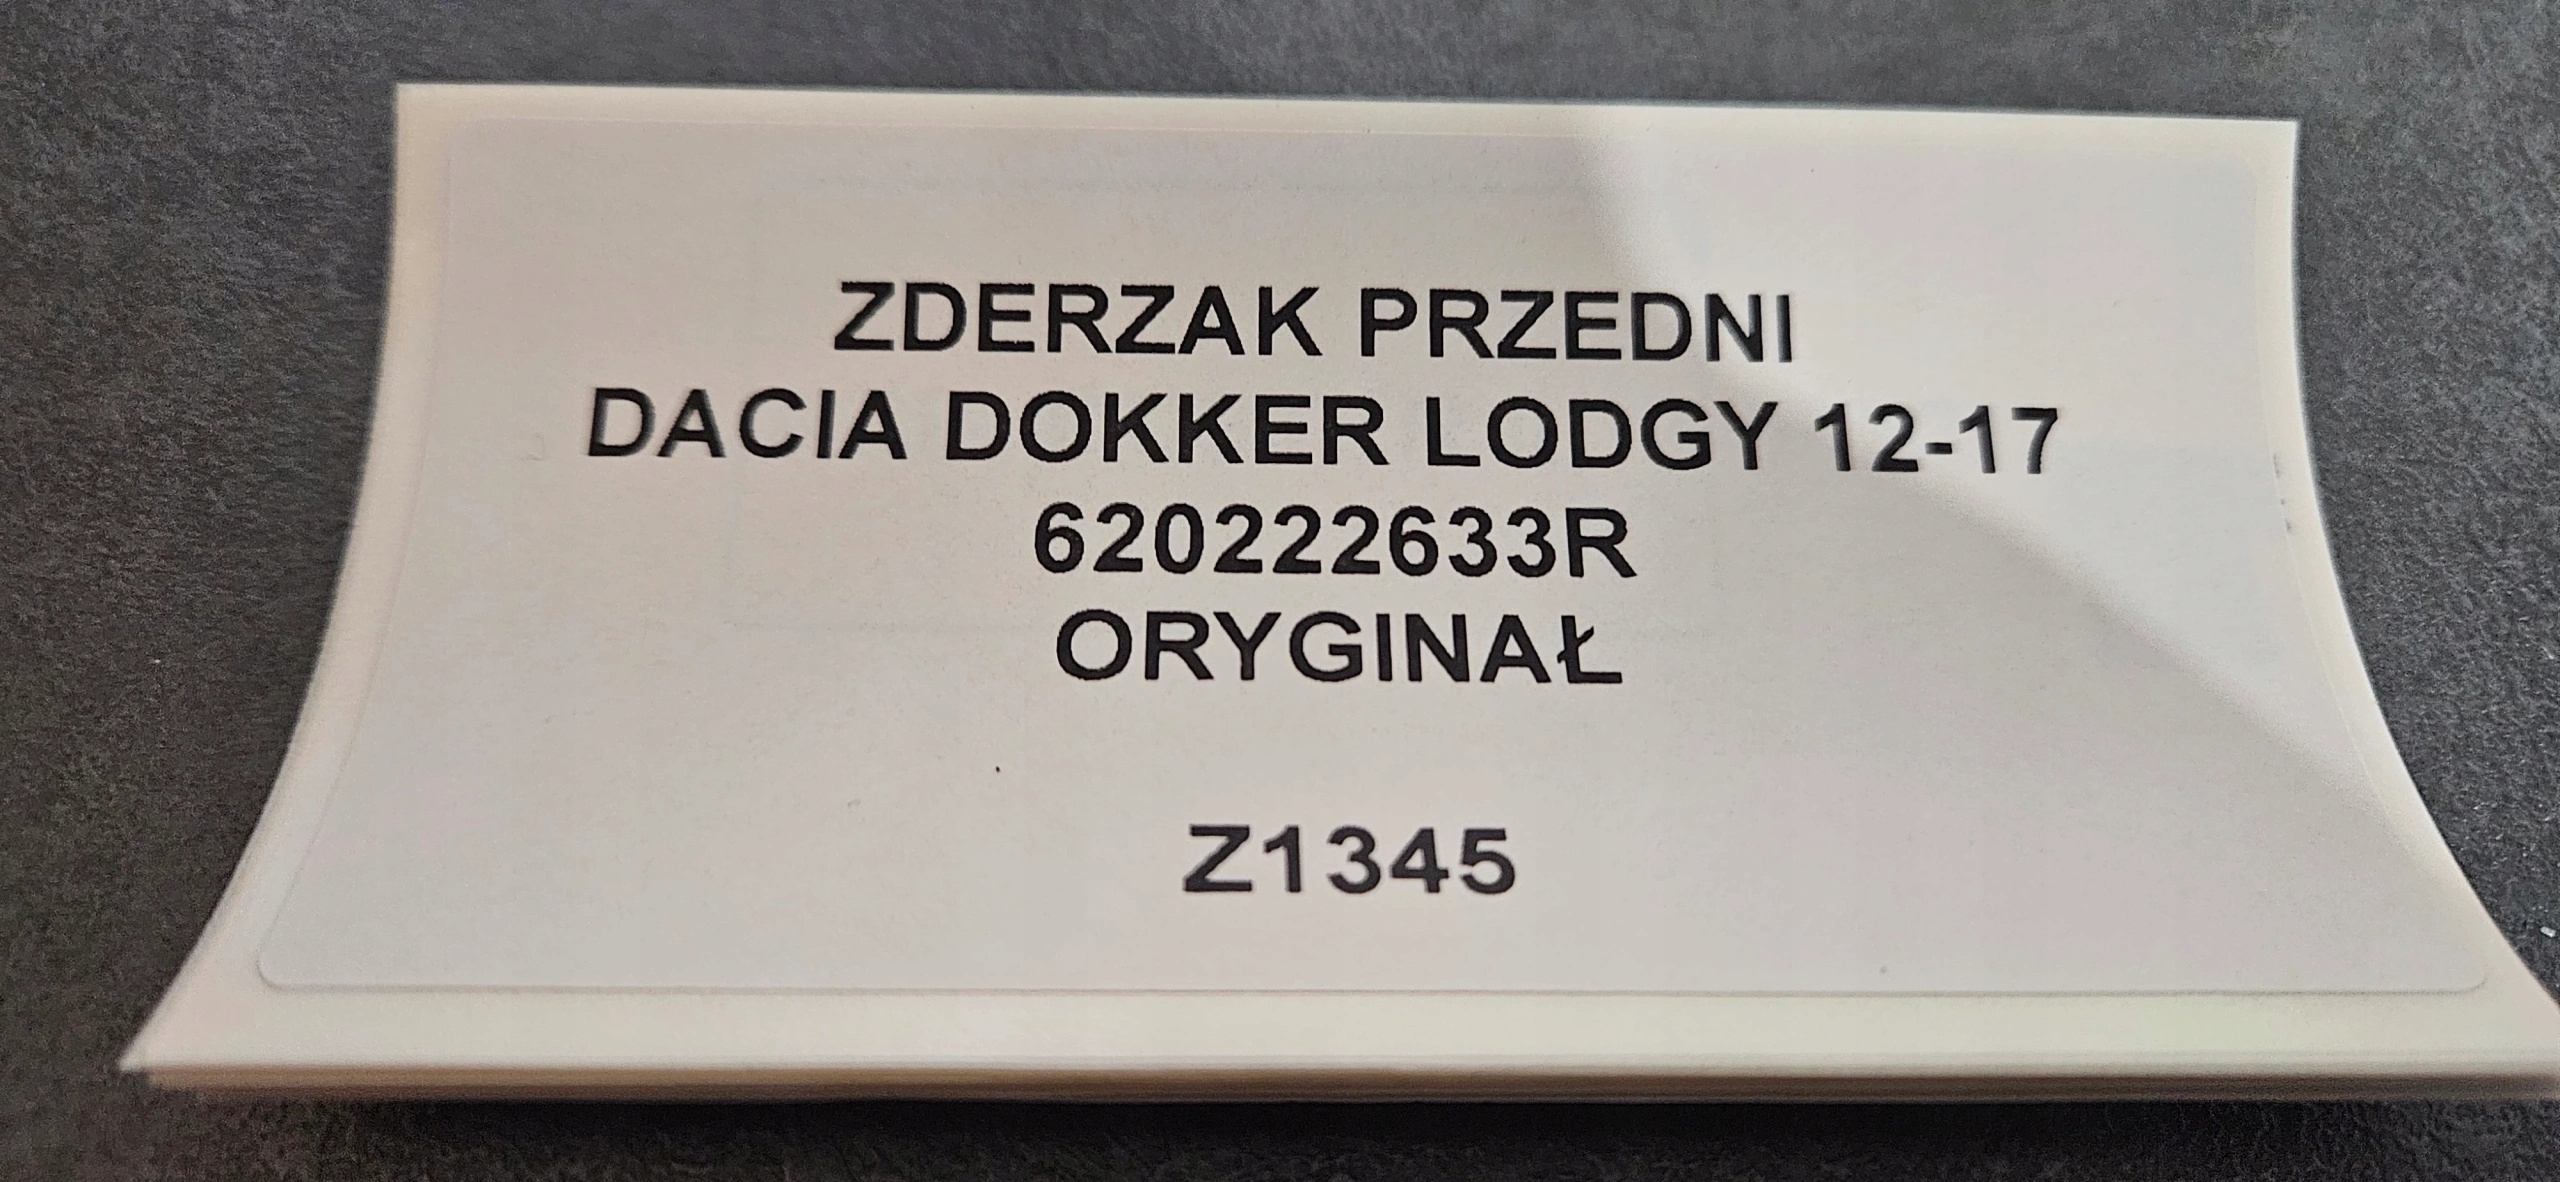 ZDERZAK PRZEDNI
DACIA DOKKER LODGY 12-17
620222633R
ORYGINAŁ
Z1345